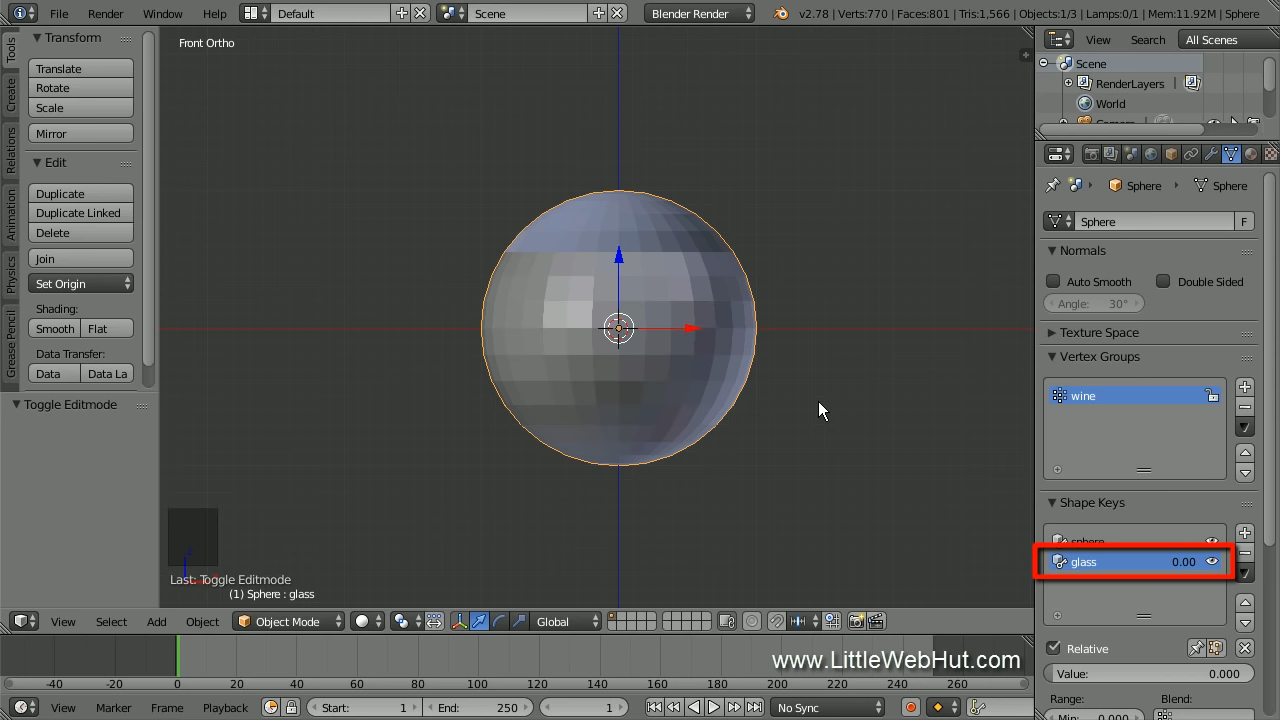 File Render Window Help Default Scene Blender Render v2.78 | Verts:770 | Faces:801 | Tris:1,566 | Objects:1/3 | Lamps:0/1 | Mem:11.92M | Sphere
Tools
Create
Relations
Animation
Physics
Grease Pencil
Transform
Translate
Rotate
Scale
Mirror
Edit
Duplicate
Duplicate Linked
Delete
Join
Set Origin
Shading:
Smooth Flat
Data Transfer:
Data Data La
Toggle Editmode
Front Ortho
Last: Toggle Editmode
(1) Sphere : glass
View Search All Scenes
Scene
RenderLayers
World
Camera
Sphere Sphere
Sphere F
Normals
Auto Smooth Double Sided
Angle: 30°
Texture Space
Vertex Groups
wine
Shape Keys
sphere
glass 0.00
Relative
Value: 0.000
Range: Blend:
Min: 0.000
View Select Add Object Object Mode Global
www.LittleWebHut.com
-40 -20 0 20 40 60 80 100 120 140 160 180 200 220 240 260
View Marker Frame Playback Start: 1 End: 250 1 No Sync